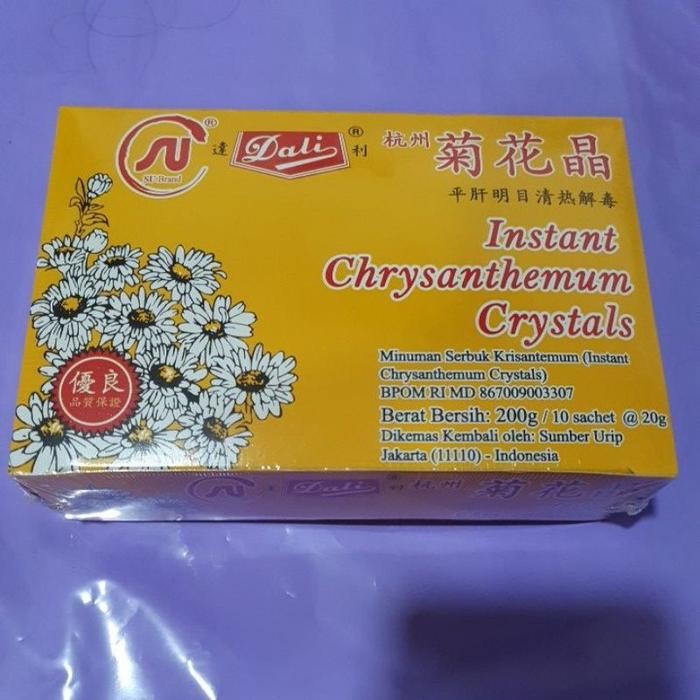 SU Brand
®
達 Dali ® 利
杭州 菊花晶
平肝明目清热解毒
Instant
Chrysanthemum
Crystals
Minuman Serbuk Krisantemum (Instant
Chrysanthemum Crystals)
BPOM RI MD 867009003307
Berat Bersih: 200g / 10 sachet @ 20g
Dikemas Kembali oleh: Sumber Urip
Jakarta (11110) - Indonesia
優良
品質保證
Dali ® 利 杭州 菊花晶